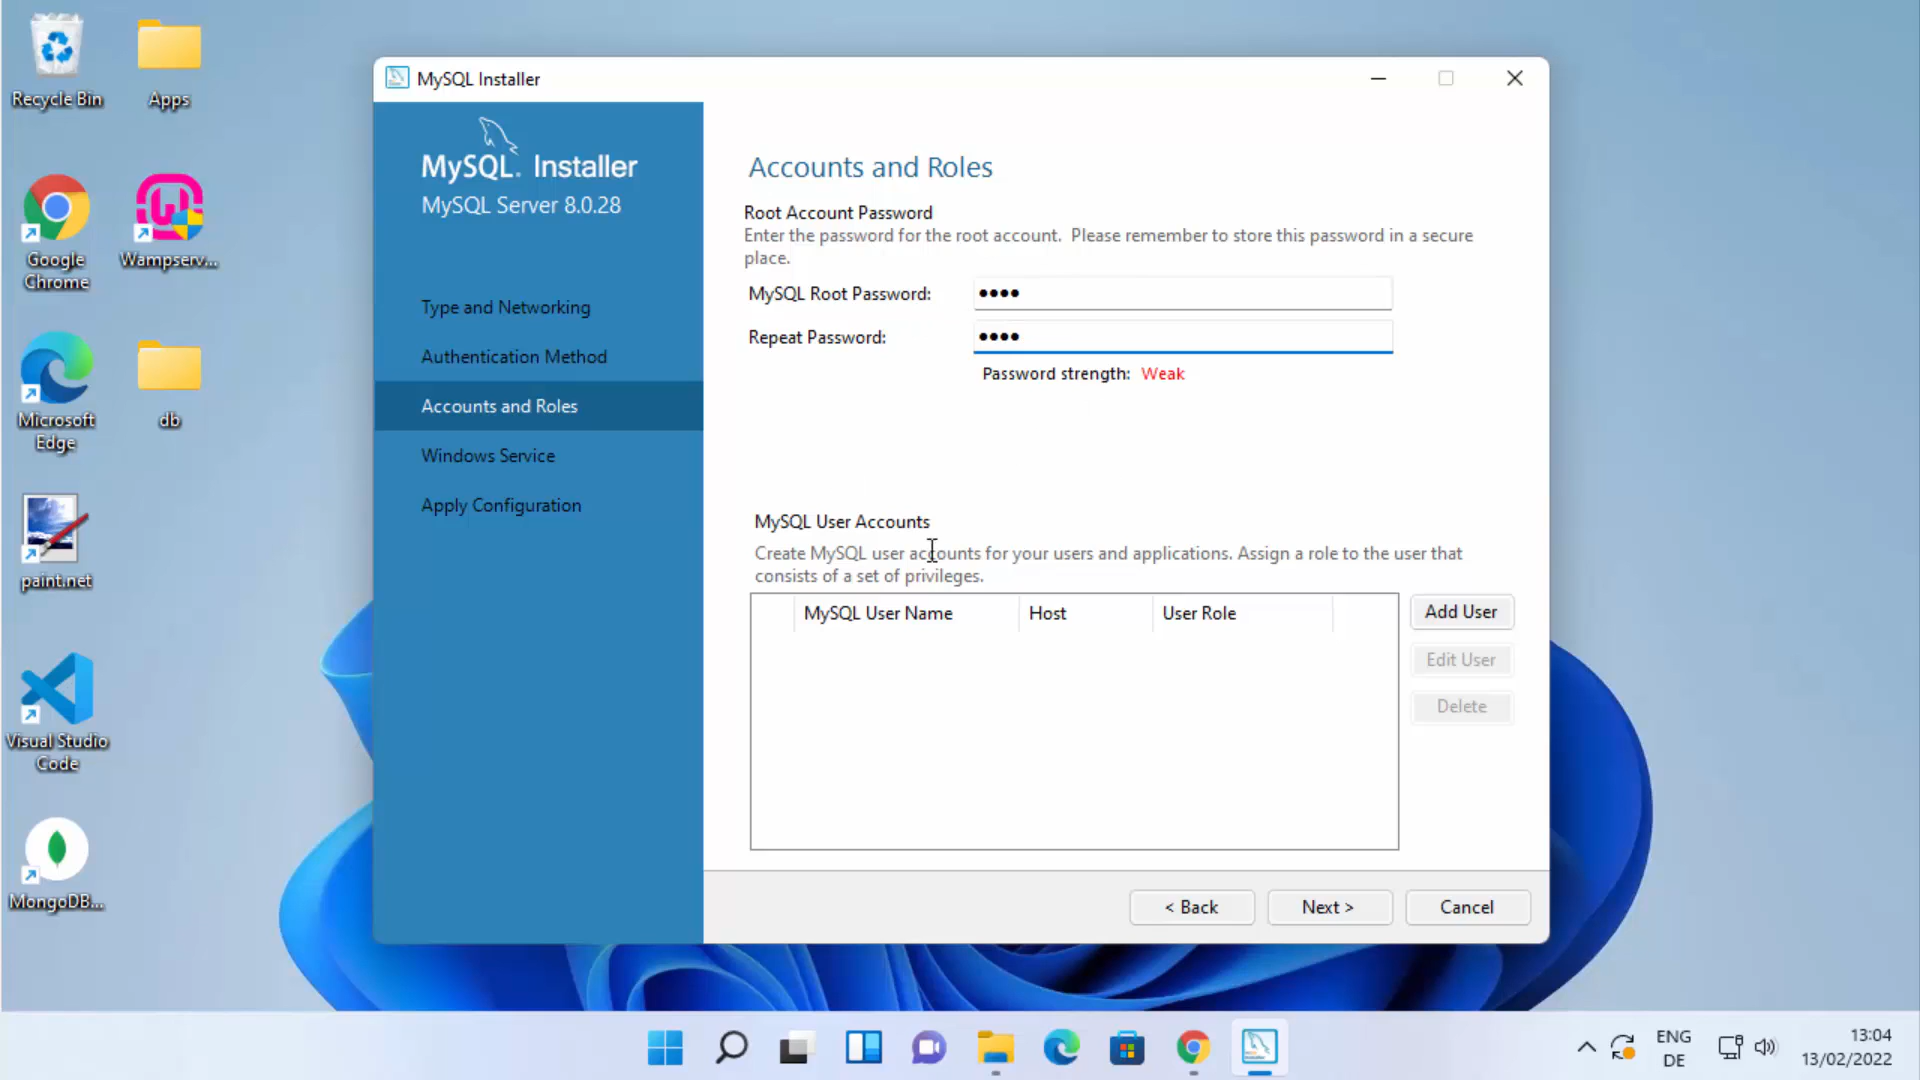 Recycle Bin
Apps
Google
Chrome
Wampserv...
Microsoft
Edge
db
paint.net
Visual Studio
Code
MongoDB...
MySQL Installer
MySQL. Installer
MySQL Server 8.0.28
Type and Networking
Authentication Method
Accounts and Roles
Windows Service
Apply Configuration
Accounts and Roles
Root Account Password
Enter the password for the root account. Please remember to store this password in a secure
place.
MySQL Root Password: ●●●●
Repeat Password: ●●●●
Password strength: Weak
MySQL User Accounts
Create MySQL user accounts for your users and applications. Assign a role to the user that
consists of a set of privileges.
MySQL User Name Host User Role
Add User
Edit User
Delete
< Back Next > Cancel
ENG
DE
13:04
13/02/2022